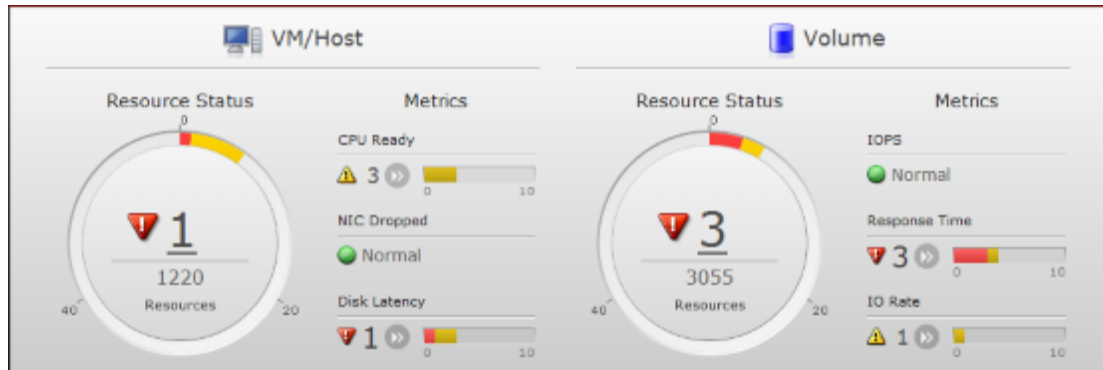 VM/Host
Resource Status
0
20
40
1
1220
Resources
Metrics
CPU Ready
3
0 10
NIC Dropped
Normal
Disk Latency
1
0 10
Volume
Resource Status
0
20
40
3
3055
Resources
Metrics
IOPS
Normal
Response Time
3
0 10
IO Rate
1
0 10